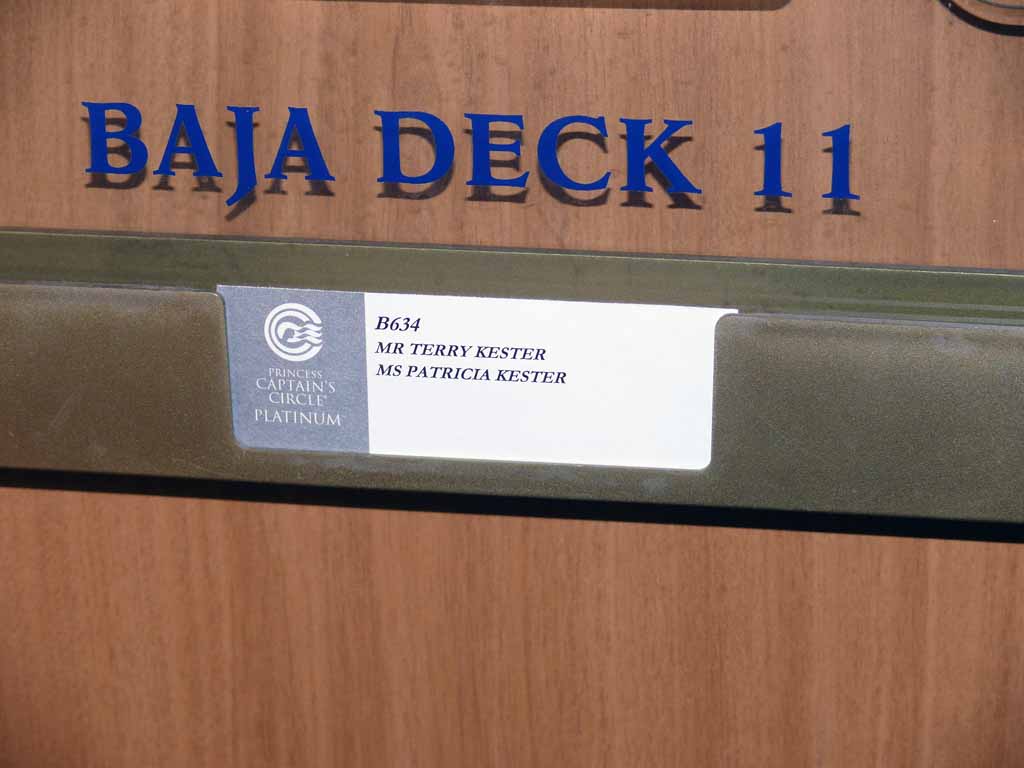 BAJA DECK 11
B634
MR TERRY KESTER
MS PATRICIA KESTER
PRINCESS
CAPTAIN'S
CIRCLE®
PLATINUM